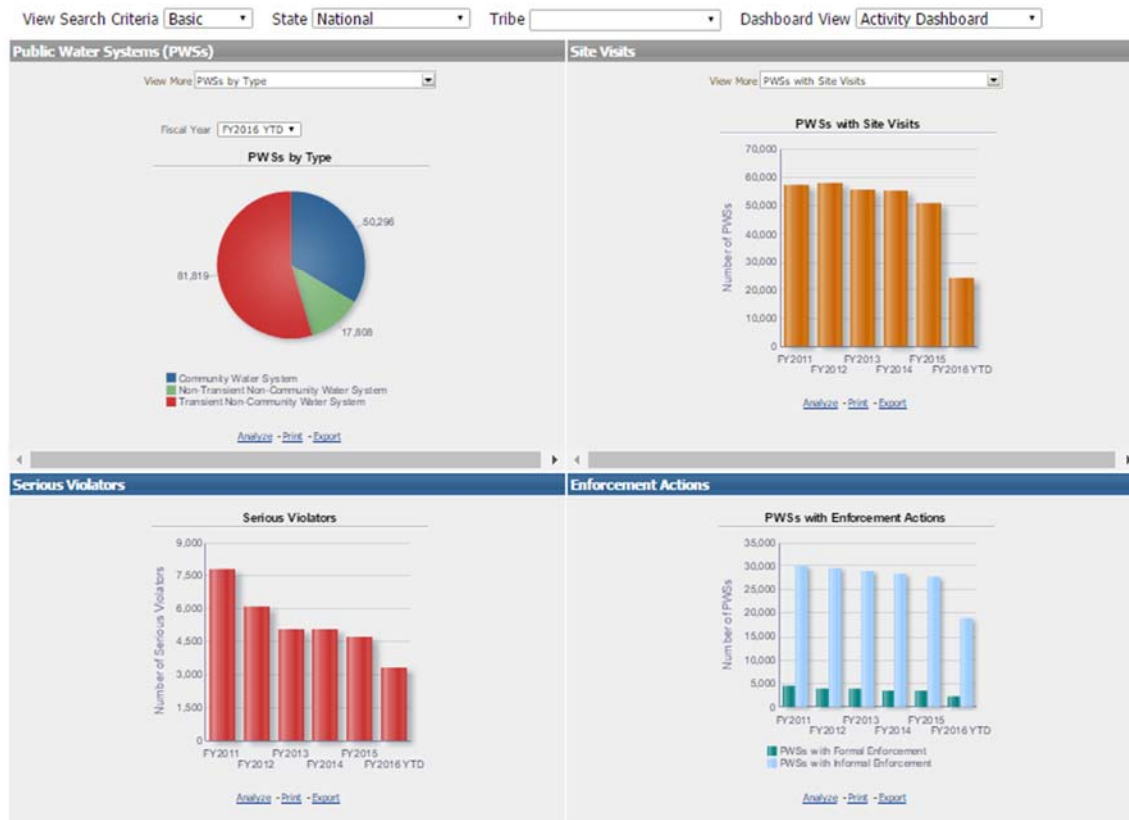 View Search Criteria Basic State National Tribe Dashboard View Activity Dashboard
Public Water Systems (PWSs)
View More PWSs by Type
Fiscal Year FY2016 YTD
PWSs by Type
50,296
81,819
17,808
Community Water System
Non-Transient Non-Community Water System
Transient Non-Community Water System
Analyze - Print - Export
Site Visits
View More PWSs with Site Visits
PWSs with Site Visits
Number of PWSs
70,000
60,000
50,000
40,000
30,000
20,000
10,000
0
FY2011 FY2013 FY2015
FY2012 FY2014 FY2016 YTD
Analyze - Print - Export
Serious Violators
Serious Violators
Number of Serious Violators
9,000
7,500
6,000
4,500
3,000
1,500
0
FY2011 FY2013 FY2015
FY2012 FY2014 FY2016 YTD
Analyze - Print - Export
Enforcement Actions
PWSs with Enforcement Actions
Number of PWSs
35,000
30,000
25,000
20,000
15,000
10,000
5,000
0
FY2011 FY2013 FY2015
FY2012 FY2014 FY2016 YTD
PWSs with Formal Enforcement
PWSs with Informal Enforcement
Analyze - Print - Export